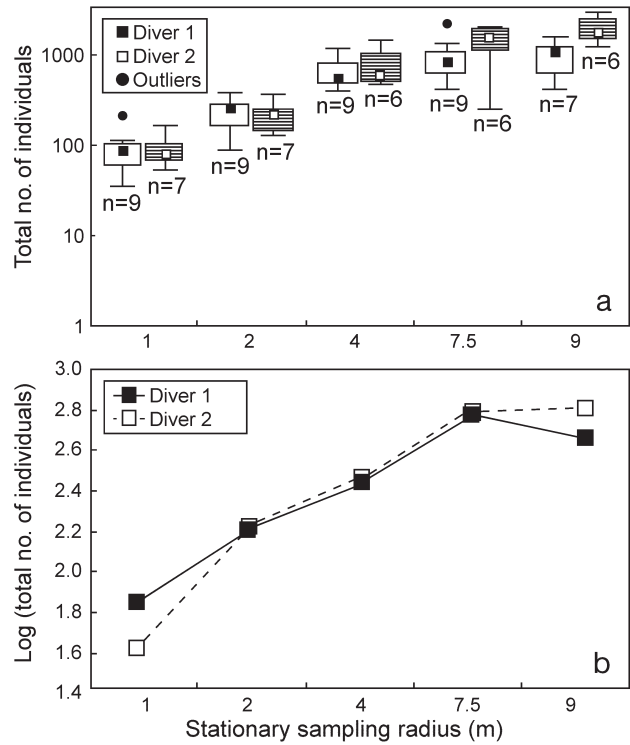 Total no. of individuals
1000
100
10
1
Diver 1
Diver 2
Outliers
n=9
n=7
n=9
n=7
n=9
n=6
n=9
n=6
n=7
n=6
a
1 2 4 7.5 9
Log (total no. of individuals)
3.0
2.8
2.6
2.4
2.2
2.0
1.8
1.6
1.4
Diver 1
Diver 2
b
1 2 4 7.5 9
Stationary sampling radius (m)